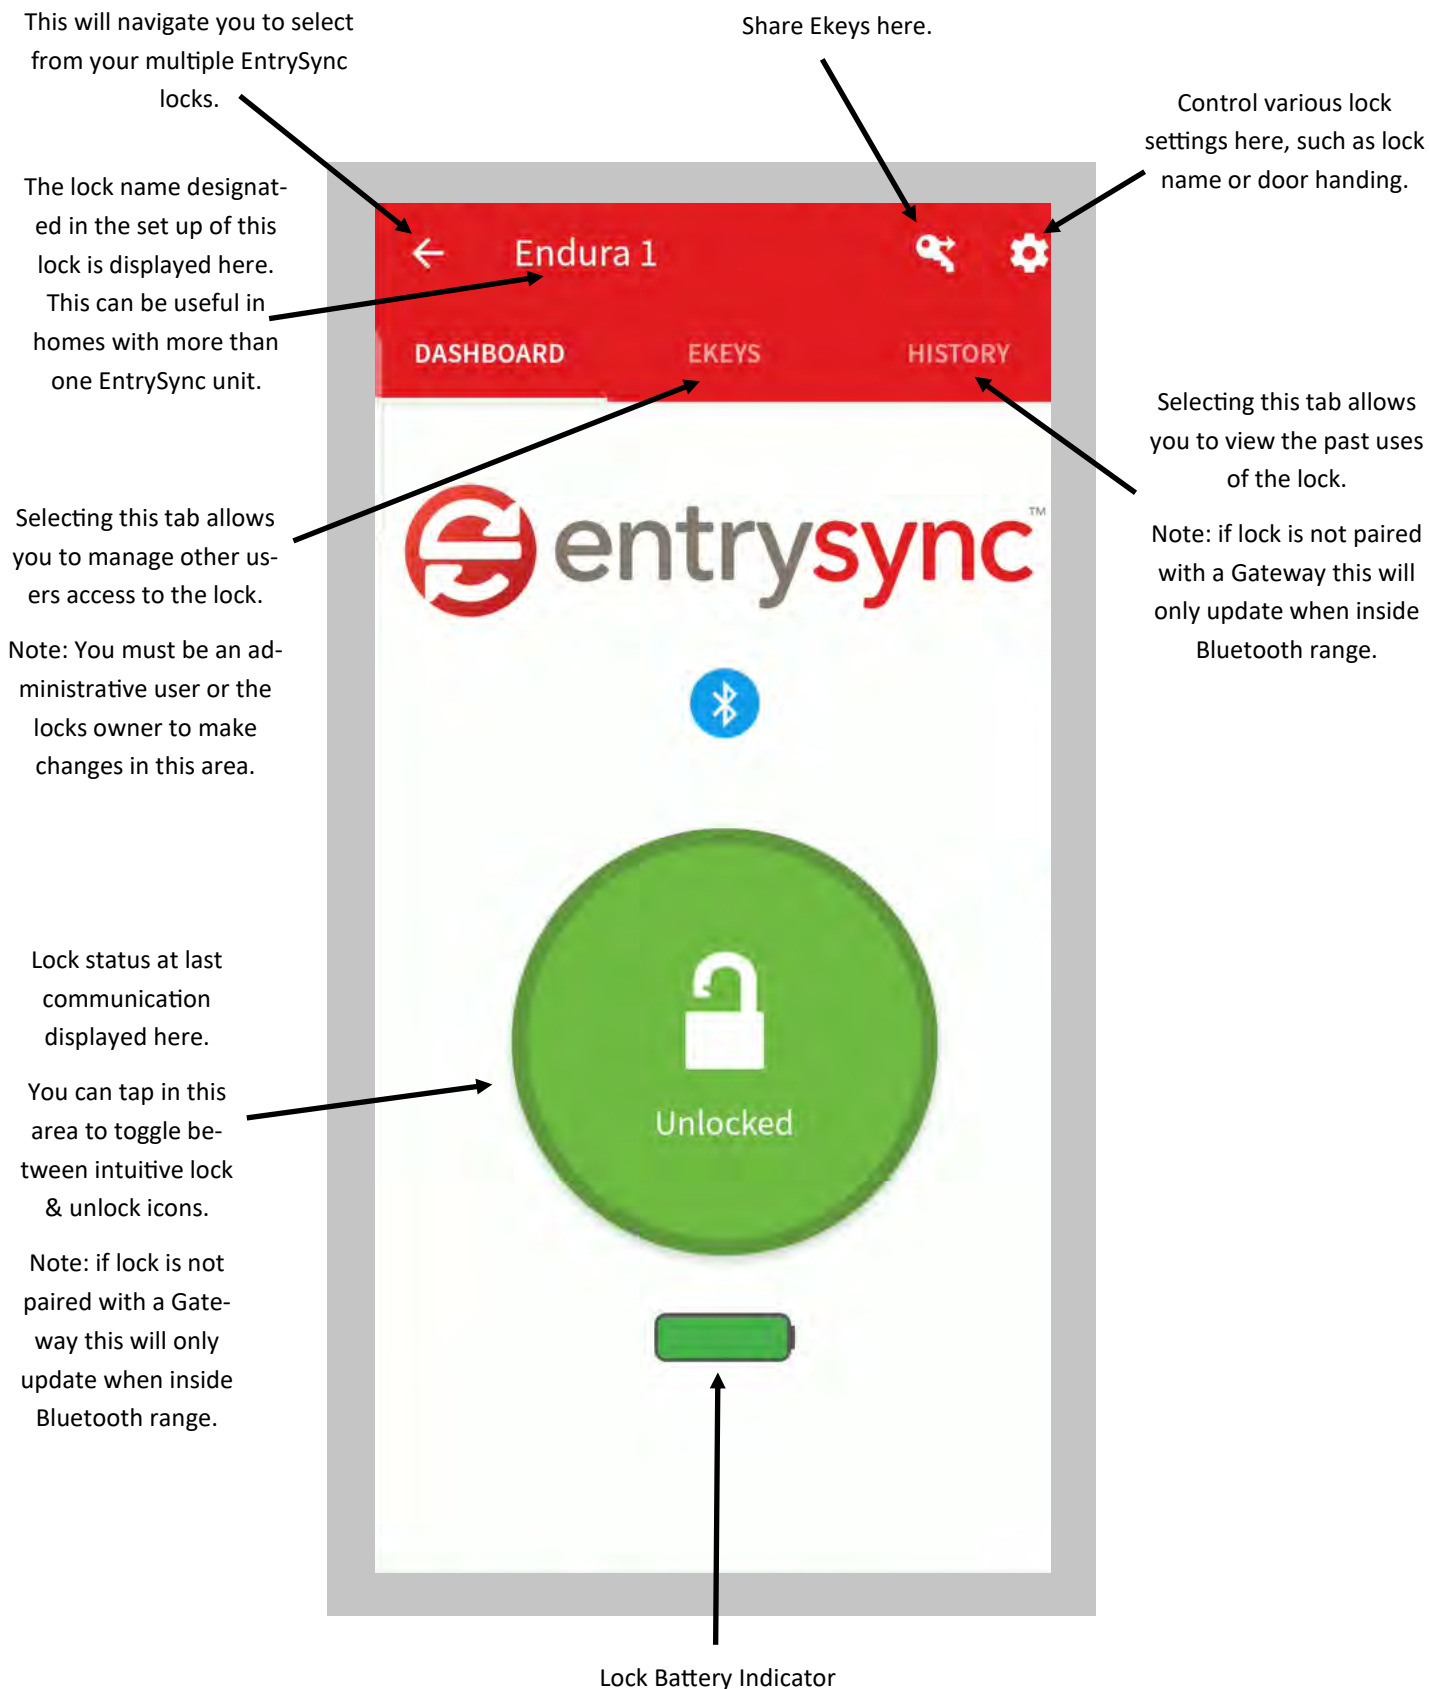 This will navigate you to select
from your multiple EntrySync
locks.
Share Ekeys here.
Control various lock
settings here, such as lock
name or door handing.
The lock name designat-
ed in the set up of this
lock is displayed here.
This can be useful in
homes with more than
one EntrySync unit.
Endura 1
DASHBOARD
EKEYS
HISTORY
Selecting this tab allows
you to view the past uses
of the lock.
Note: if lock is not paired
with a Gateway this will
only update when inside
Bluetooth range.
Selecting this tab allows
you to manage other us-
ers access to the lock.
Note: You must be an ad-
ministrative user or the
locks owner to make
changes in this area.
entrysync™
Lock status at last
communication
displayed here.
You can tap in this
area to toggle be-
tween intuitive lock
& unlock icons.
Note: if lock is not
paired with a Gate-
way this will only
update when inside
Bluetooth range.
Unlocked
Lock Battery Indicator